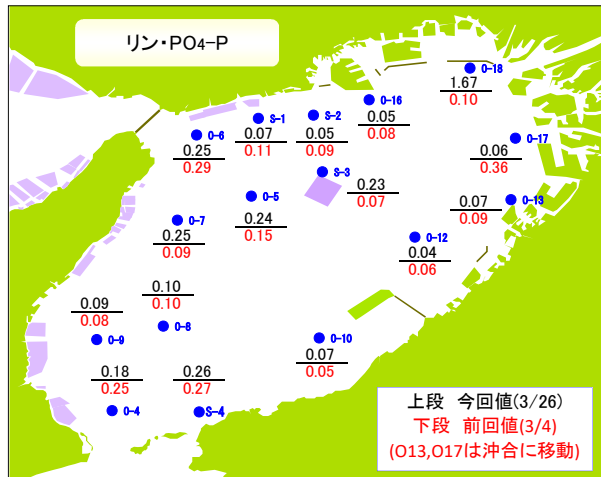 リン・PO4-P
O-18
1.67
0.10
O-16
0.05
0.08
S-2
0.05
0.09
S-1
0.07
0.11
O-6
0.25
0.29
O-17
0.06
0.36
S-3
0.23
0.07
O-5
0.24
0.15
O-13
0.07
0.09
O-7
0.25
0.09
O-12
0.04
0.06
0.10
0.10
O-8
0.09
0.08
O-9
O-10
0.07
0.05
0.18
0.25
O-4
0.26
0.27
S-4
上段 今回値(3/26)
下段 前回値(3/4)
(O13,O17は沖合に移動)